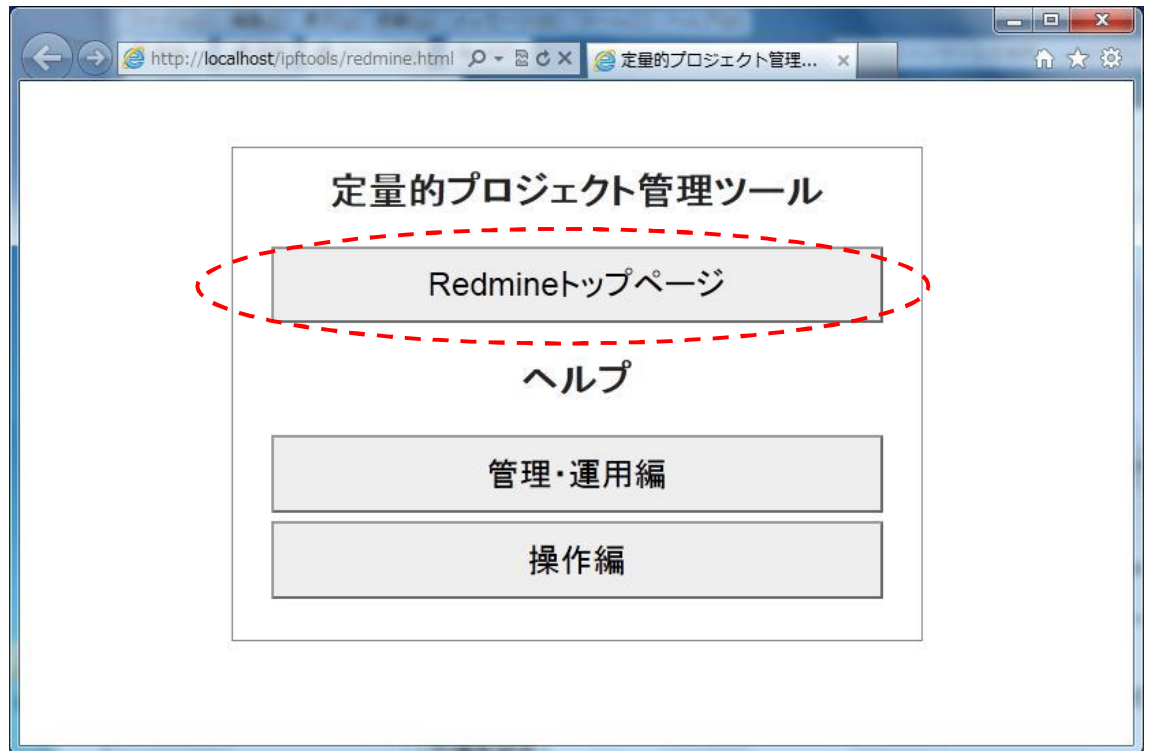 http://localhost/ipftools/redmine.html
定量的プロジェクト管理...
定量的プロジェクト管理ツール
Redmineトップページ
ヘルプ
管理・運用編
操作編